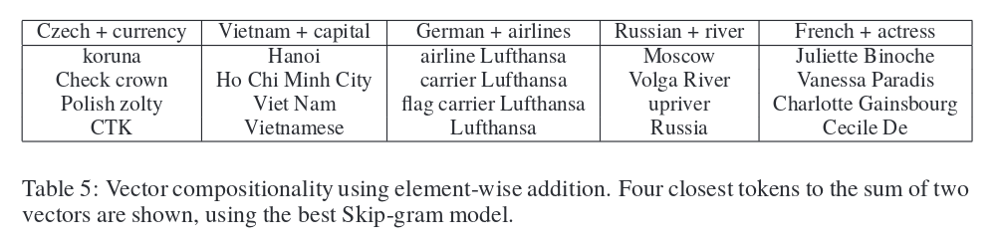 Czech + currency Vietnam + capital German + airlines Russian + river French + actress
koruna Hanoi airline Lufthansa Moscow Juliette Binoche
Check crown Ho Chi Minh City carrier Lufthansa Volga River Vanessa Paradis
Polish zolty Viet Nam flag carrier Lufthansa upriver Charlotte Gainsbourg
CTK Vietnamese Lufthansa Russia Cecile De
Table 5: Vector compositionality using element-wise addition. Four closest tokens to the sum of two
vectors are shown, using the best Skip-gram model.